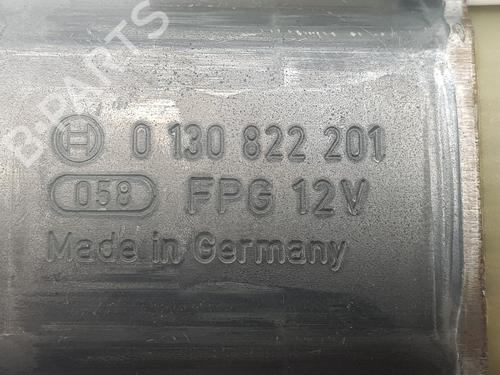 0 130 822 201
058 FPG 12V
Made in Germany
B-PARTS